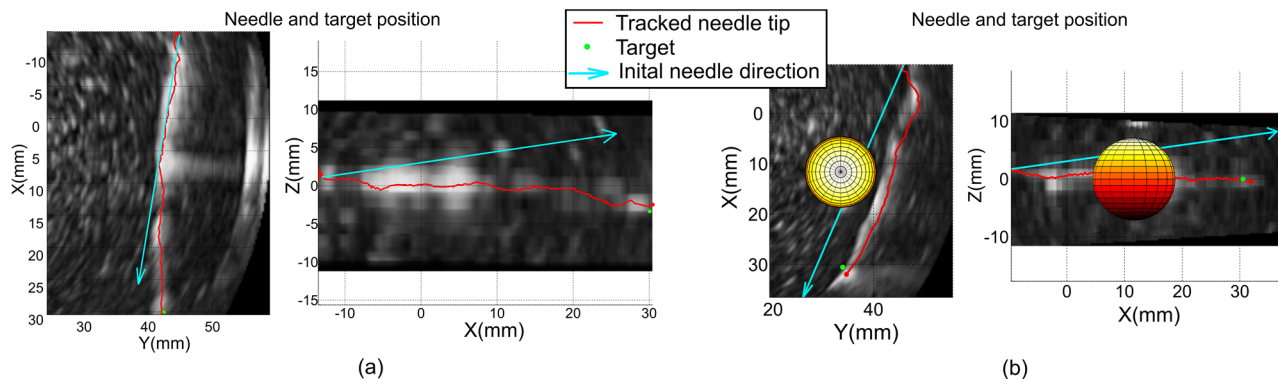 Needle and target position
Tracked needle tip
Target
Inital needle direction
Needle and target position
-10
-5
0
5
10
15
20
25
30
X(mm)
30 40 50
Y(mm)
15
10
5
0
-5
-10
-15
Z(mm)
-10 0 10 20 30
X(mm)
(a)
0
10
20
30
X(mm)
20 40
Y(mm)
10
0
-10
Z(mm)
0 10 20 30
X(mm)
(b)